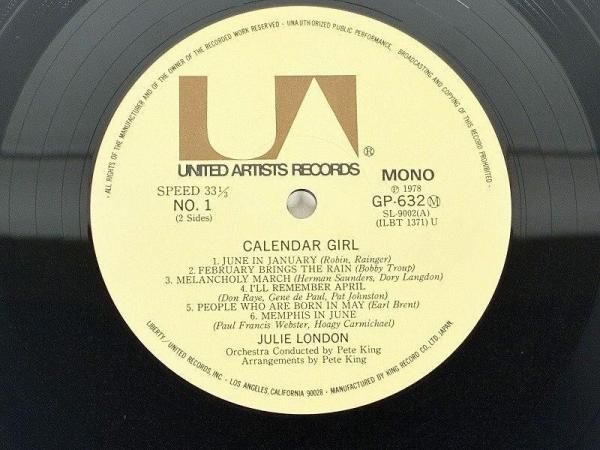 · ALL RIGHTS OF THE MANUFACTURER AND OF THE OWNER OF THE RECORDED WORK RESERVED · UNAUTHORIZED PUBLIC PERFORMANCE, BROADCASTING AND COPYING OF THIS RECORD PROHIBITED ·
UA ®
UNITED ARTISTS RECORDS
MONO
SPEED 33 1/3
℗ 1978
NO. 1
GP-632 Ⓜ
(2 Sides)
SL-9002(A)
(ILBT 1371) U
CALENDAR GIRL
1. JUNE IN JANUARY (Robin, Rainger)
2. FEBRUARY BRINGS THE RAIN (Bobby Troup)
3. MELANCHOLY MARCH (Herman Saunders, Dory Langdon)
4. I'LL REMEMBER APRIL
(Don Raye, Gene de Paul, Pat Johnston)
5. PEOPLE WHO ARE BORN IN MAY (Earl Brent)
6. MEMPHIS IN JUNE
(Paul Francis Webster, Hoagy Carmichael)
JULIE LONDON
Orchestra Conducted by Pete King
Arrangements by Pete King
LIBERTY/UNITED RECORDS, INC. · LOS ANGELES, CALIFORNIA 90028 · MANUFACTURED BY KING RECORD CO., LTD. JAPAN.